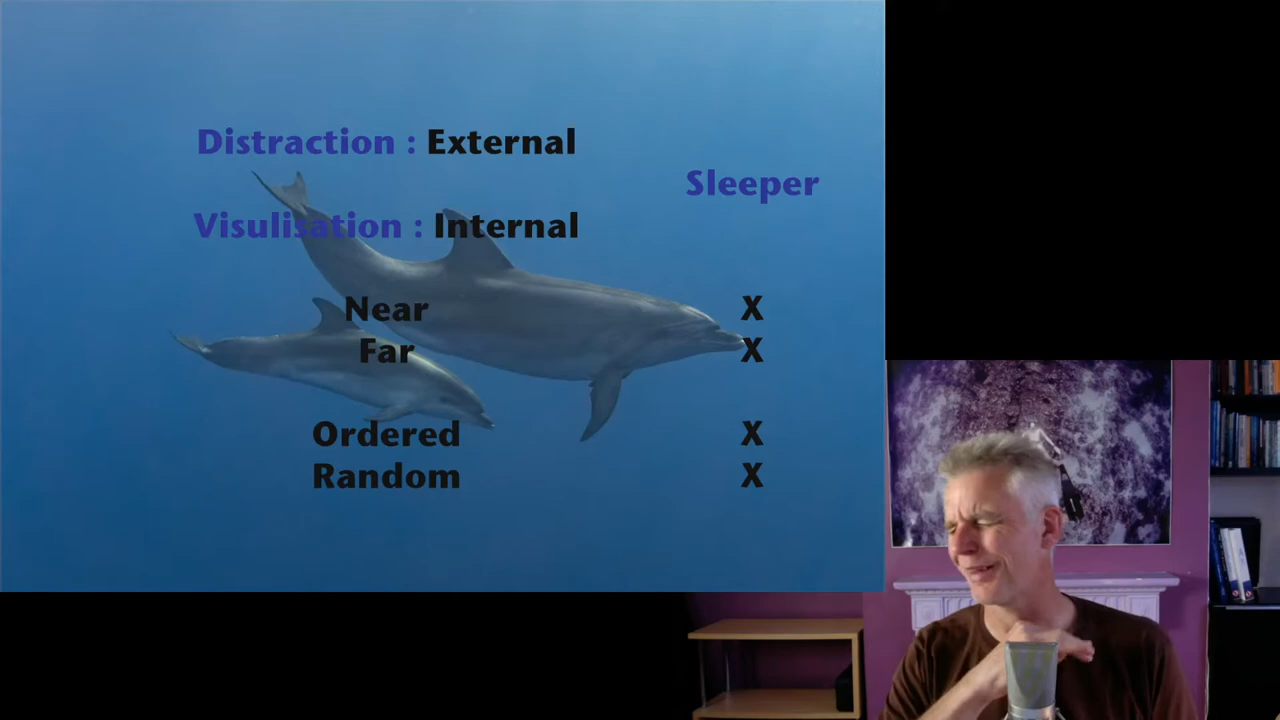 Distraction : External
Sleeper
Visulisation : Internal
Near X
Far X
Ordered X
Random X